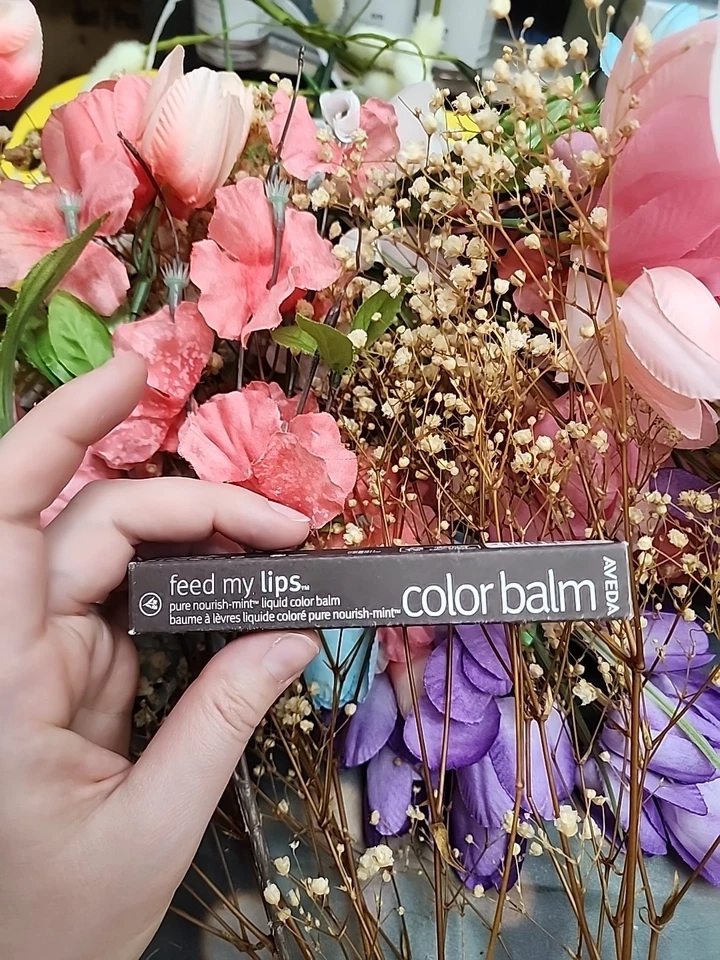 feed my lips™
pure nourish-mint™ liquid color balm
baume à lèvres liquide coloré pure nourish-mint™
color balm
AVEDA